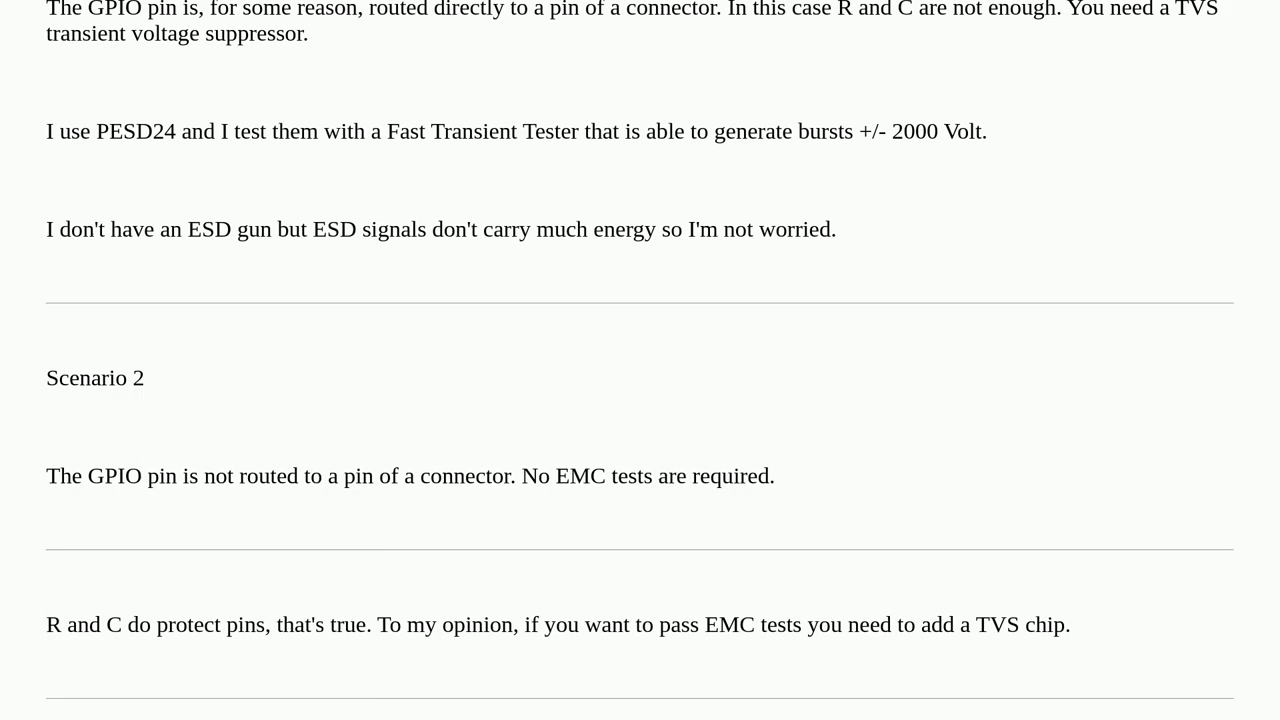 The GPIO pin is, for some reason, routed directly to a pin of a connector. In this case R and C are not enough. You need a TVS
transient voltage suppressor.
I use PESD24 and I test them with a Fast Transient Tester that is able to generate bursts +/- 2000 Volt.
I don't have an ESD gun but ESD signals don't carry much energy so I'm not worried.
Scenario 2
The GPIO pin is not routed to a pin of a connector. No EMC tests are required.
R and C do protect pins, that's true. To my opinion, if you want to pass EMC tests you need to add a TVS chip.